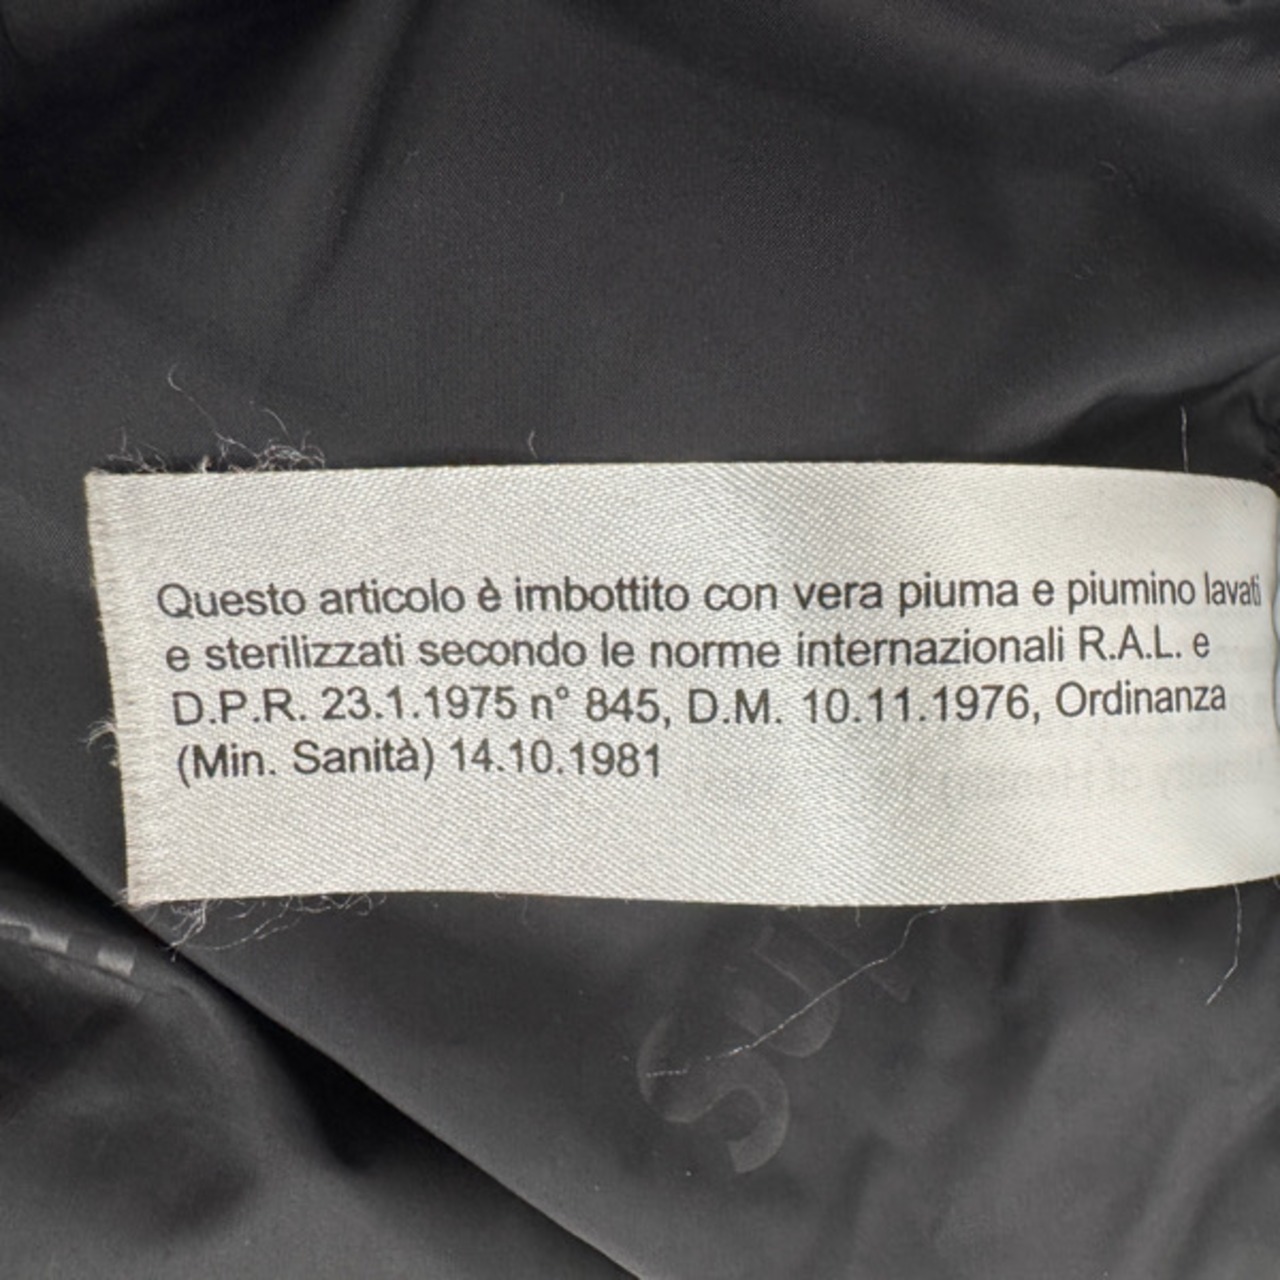 Questo articolo è imbottito con vera piuma e piumino lavati
e sterilizzati secondo le norme internazionali R.A.L. e
D.P.R. 23.1.1975 n° 845, D.M. 10.11.1976, Ordinanza
(Min. Sanità) 14.10.1981